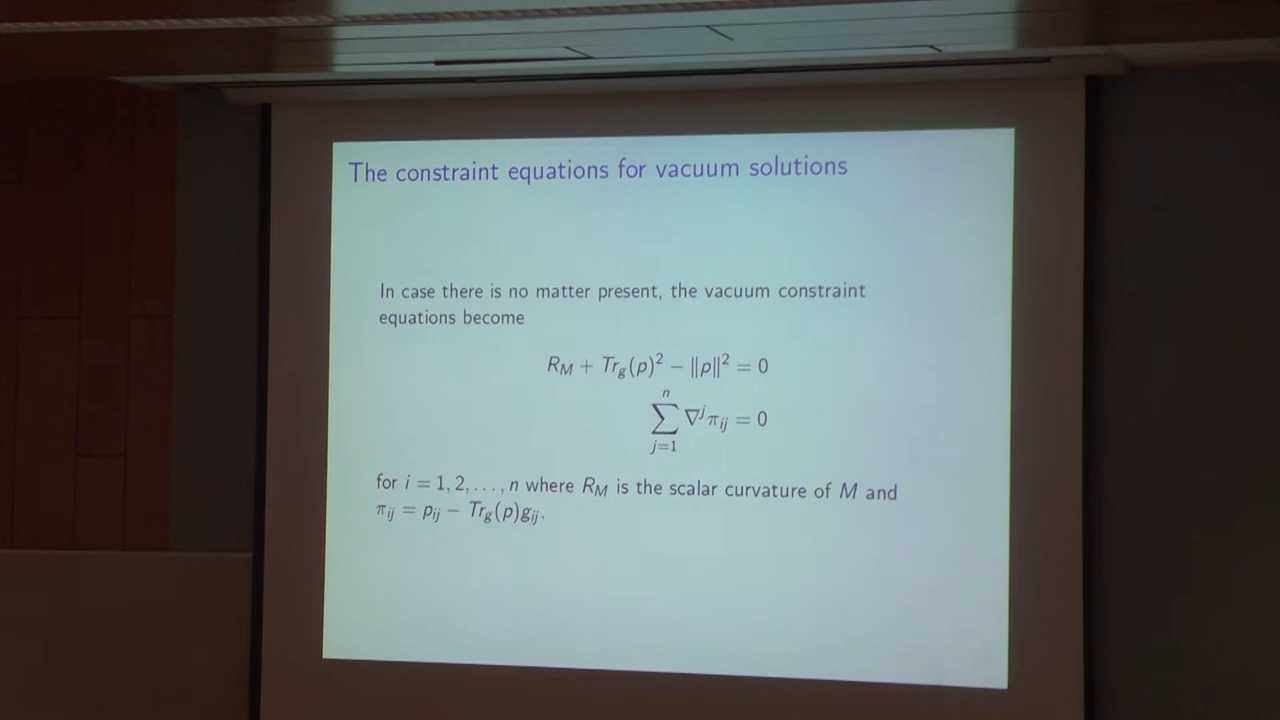 The constraint equations for vacuum solutions
In case there is no matter present, the vacuum constraint
equations become
R_M + Tr_g(p)² − ‖p‖² = 0
∑_{j=1}^{n} ∇^j π_{ij} = 0
for i = 1, 2, . . . , n where R_M is the scalar curvature of M and
π_{ij} = p_{ij} − Tr_g(p)g_{ij}.